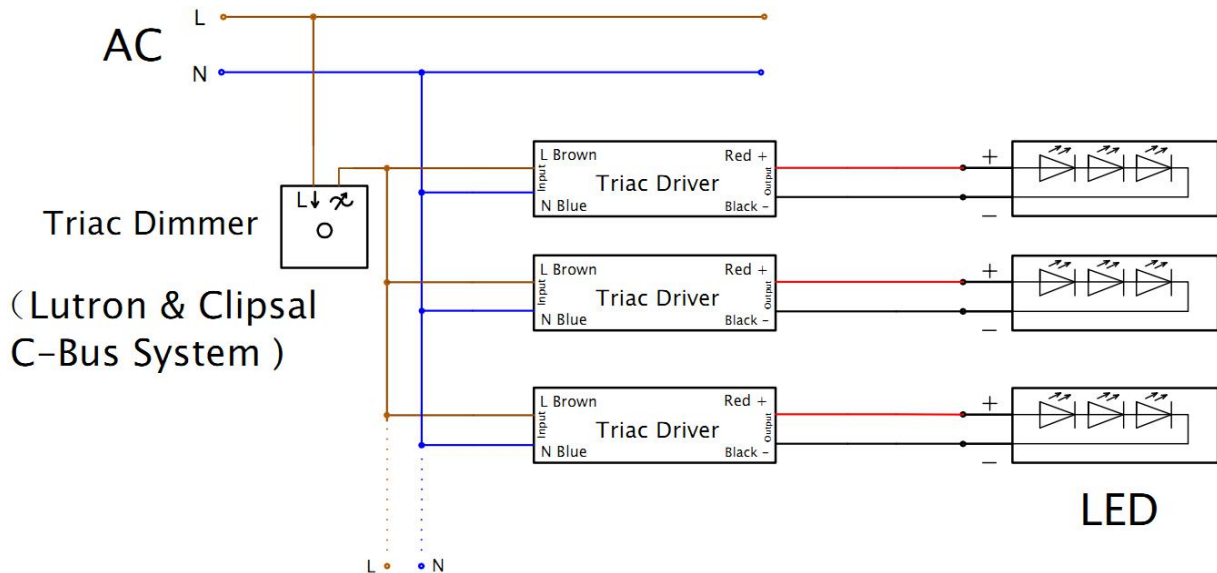 L
AC
N
L Brown
Red +
Input
Triac Driver
Output
N Blue
Black -
+
−
L
Triac Dimmer
(Lutron & Clipsal
C-Bus System )
L Brown
Red +
Input
Triac Driver
Output
N Blue
Black -
+
−
L Brown
Red +
Input
Triac Driver
Output
N Blue
Black -
+
−
LED
L
N